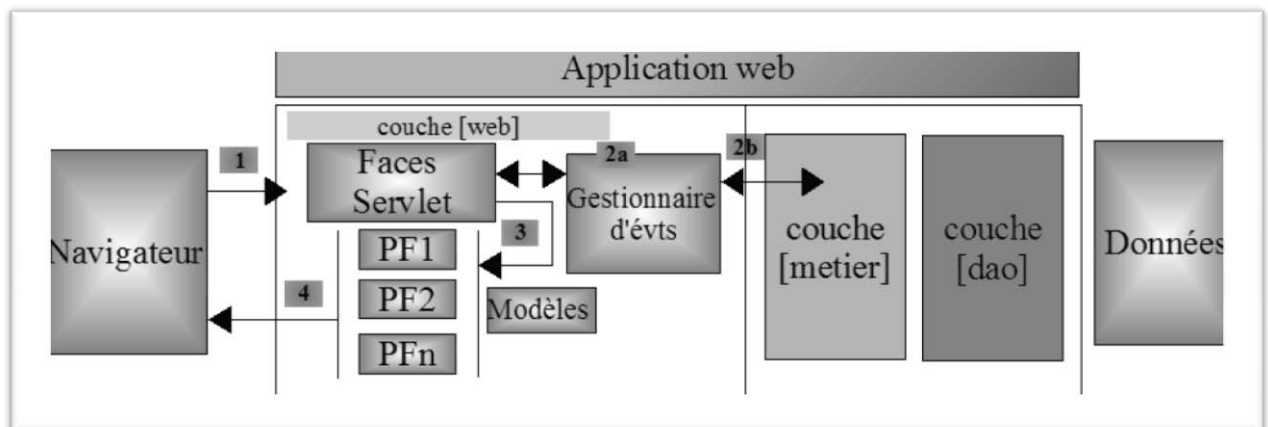 Application web
couche [web]
1
Faces
Servlet
2a
2b
Gestionnaire
d'évts
Navigateur
PF1
3
couche
[metier]
couche
[dao]
Données
4
PF2
Modèles
PFn